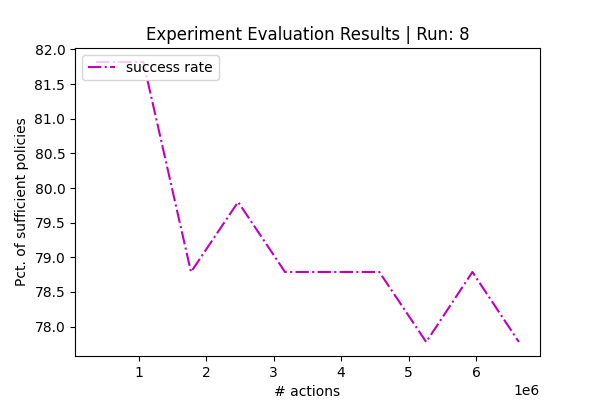 Experiment Evaluation Results | Run: 8
82.0
81.5
81.0
80.5
80.0
79.5
79.0
78.5
78.0
Pct. of sufficient policies
success rate
1 2 3 4 5 6
1e6
# actions